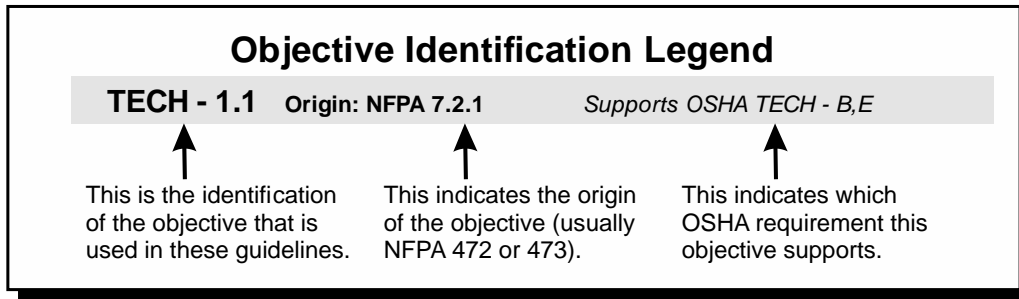 Objective Identification Legend
TECH - 1.1 Origin: NFPA 7.2.1 Supports OSHA TECH - B,E
This is the identification
of the objective that is
used in these guidelines.
This indicates the origin
of the objective (usually
NFPA 472 or 473).
This indicates which
OSHA requirement this
objective supports.